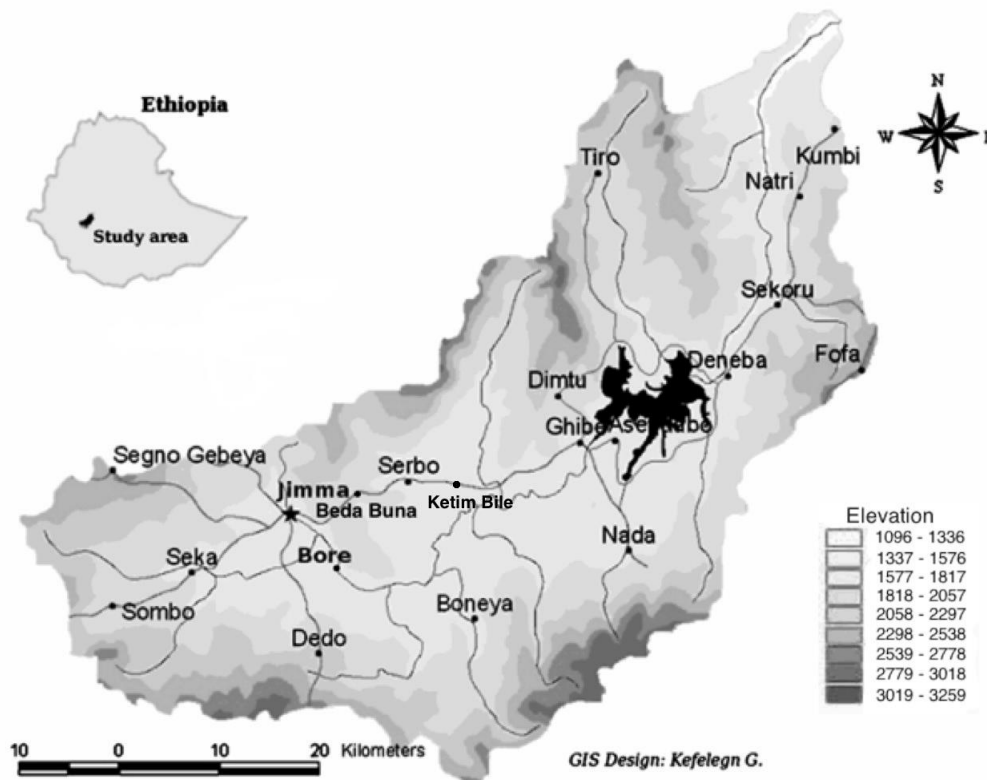 Ethiopia
Study area
N
W
S
Kumbi
Tiro
Natri
Sekoru
Deneba
Fofa
Dimtu
Ghibe
Segno Gebeya
Serbo
Jimma
Beda Buna
Ketim Bile
Seka
Bore
Nada
Sombo
Boneya
Dedo
Elevation
1096 - 1336
1337 - 1576
1577 - 1817
1818 - 2057
2058 - 2297
2298 - 2538
2539 - 2778
2779 - 3018
3019 - 3259
10 0 10 20 Kilometers
GIS Design: Kefelegn G.